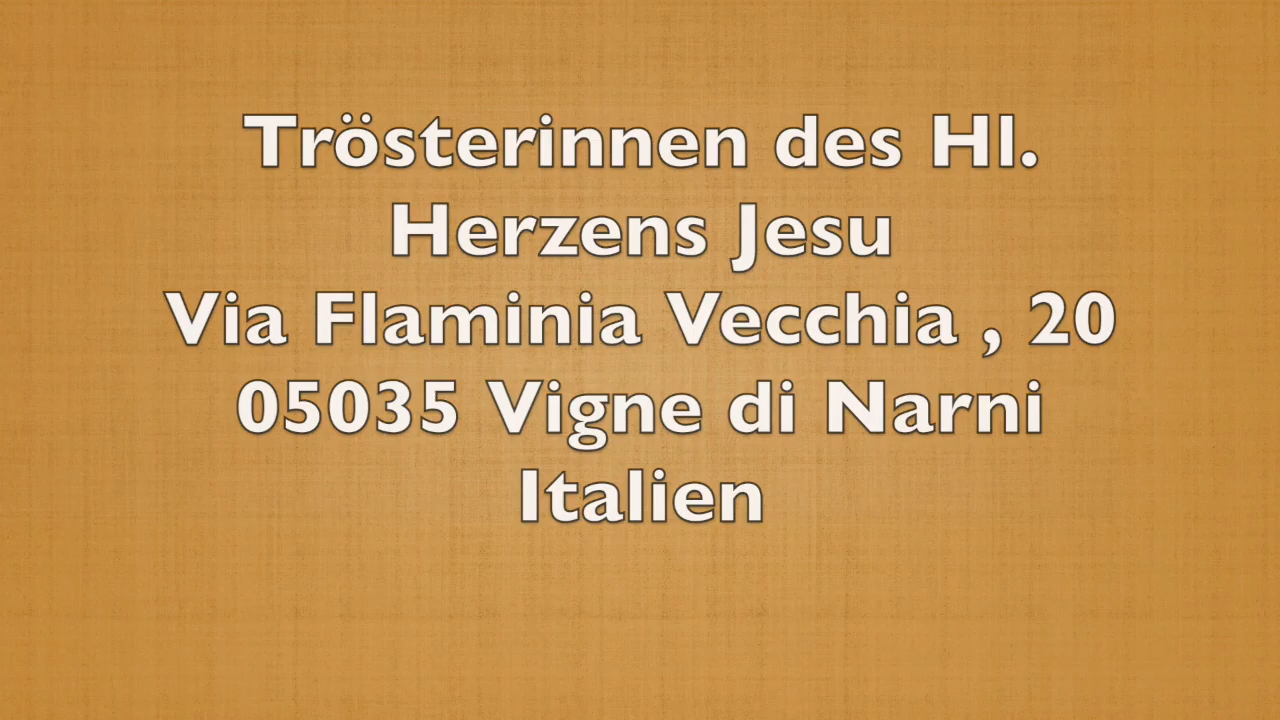 Trösterinnen des Hl.
Herzens Jesu
Via Flaminia Vecchia , 20
05035 Vigne di Narni
Italien